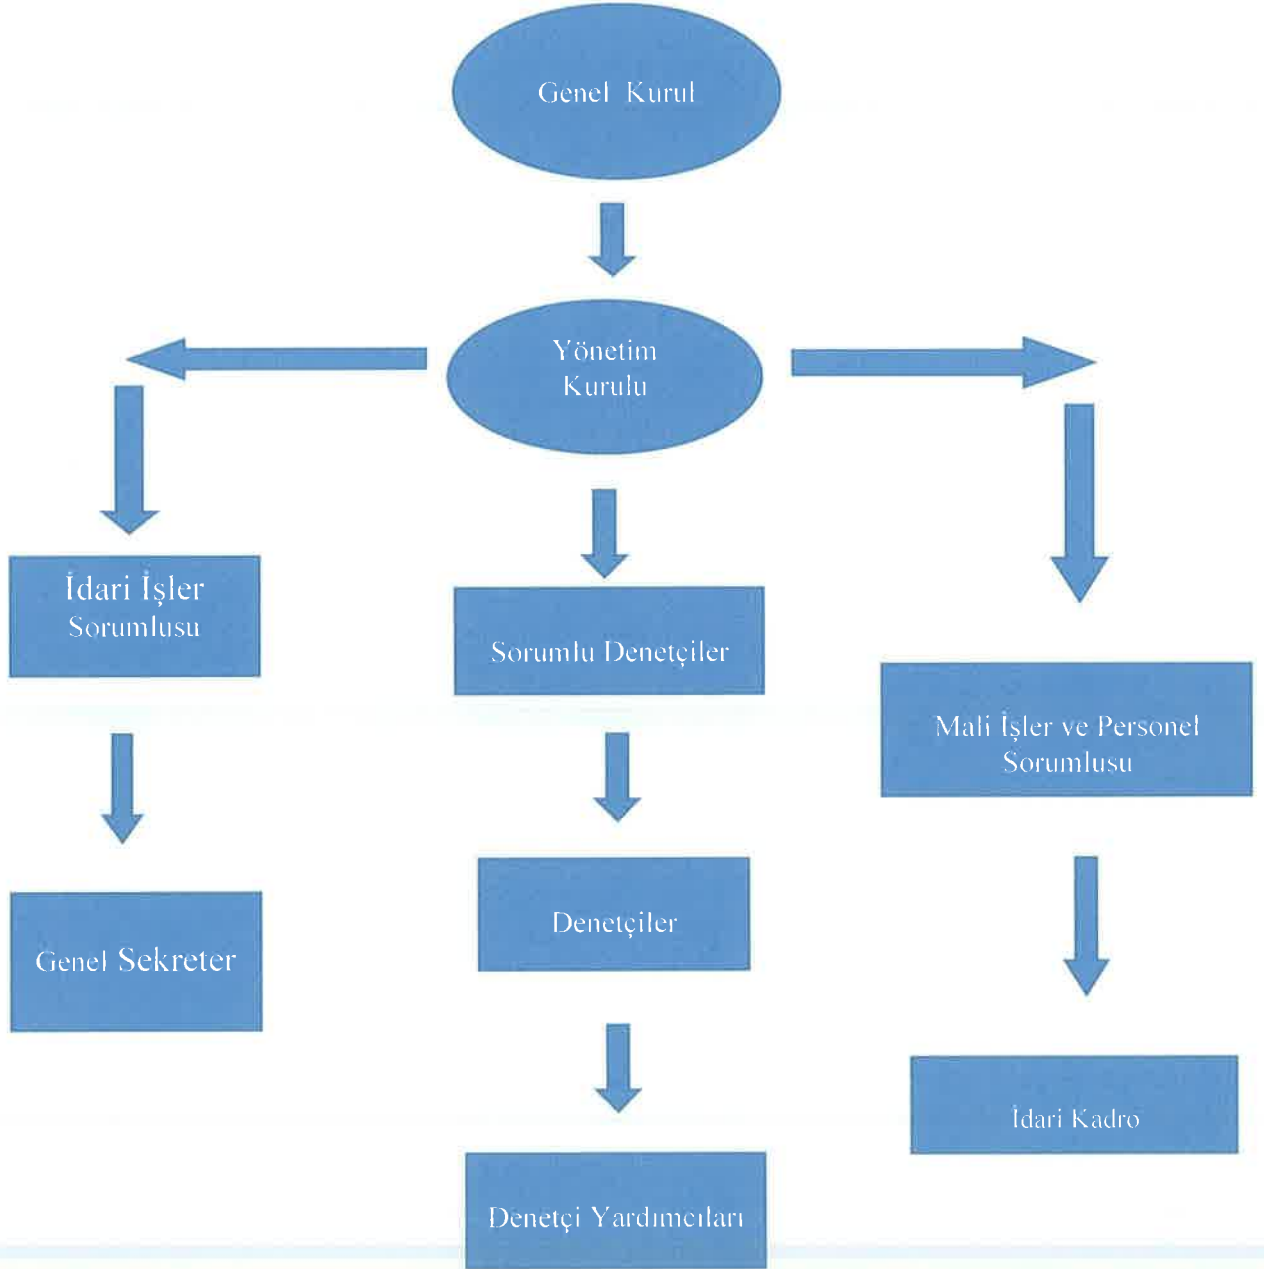 Genel Kurul
Yönetim
Kurulu
İdari İşler
Sorumlusu
Sorumlu Denetçiler
Mali İşler ve Personel
Sorumlusu
Genel Sekreter
Denetçiler
İdari Kadro
Denetçi Yardımcıları